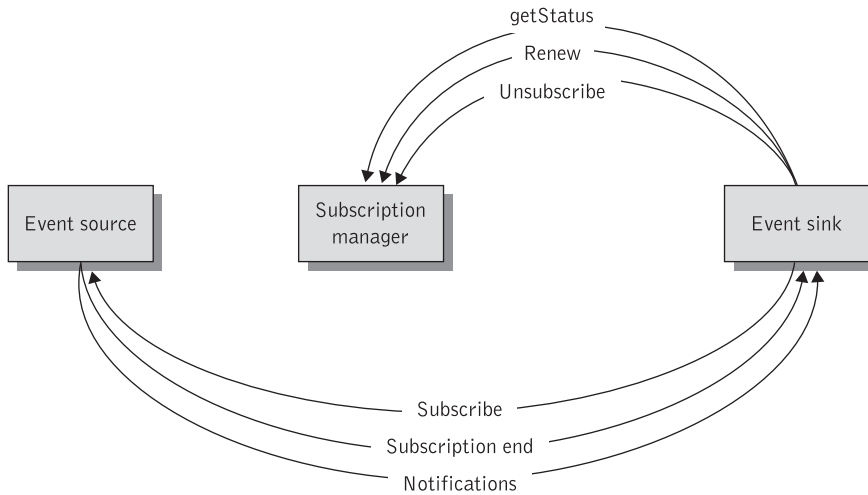 getStatus
Renew
Unsubscribe
Event source
Subscription
manager
Event sink
Subscribe
Subscription end
Notifications